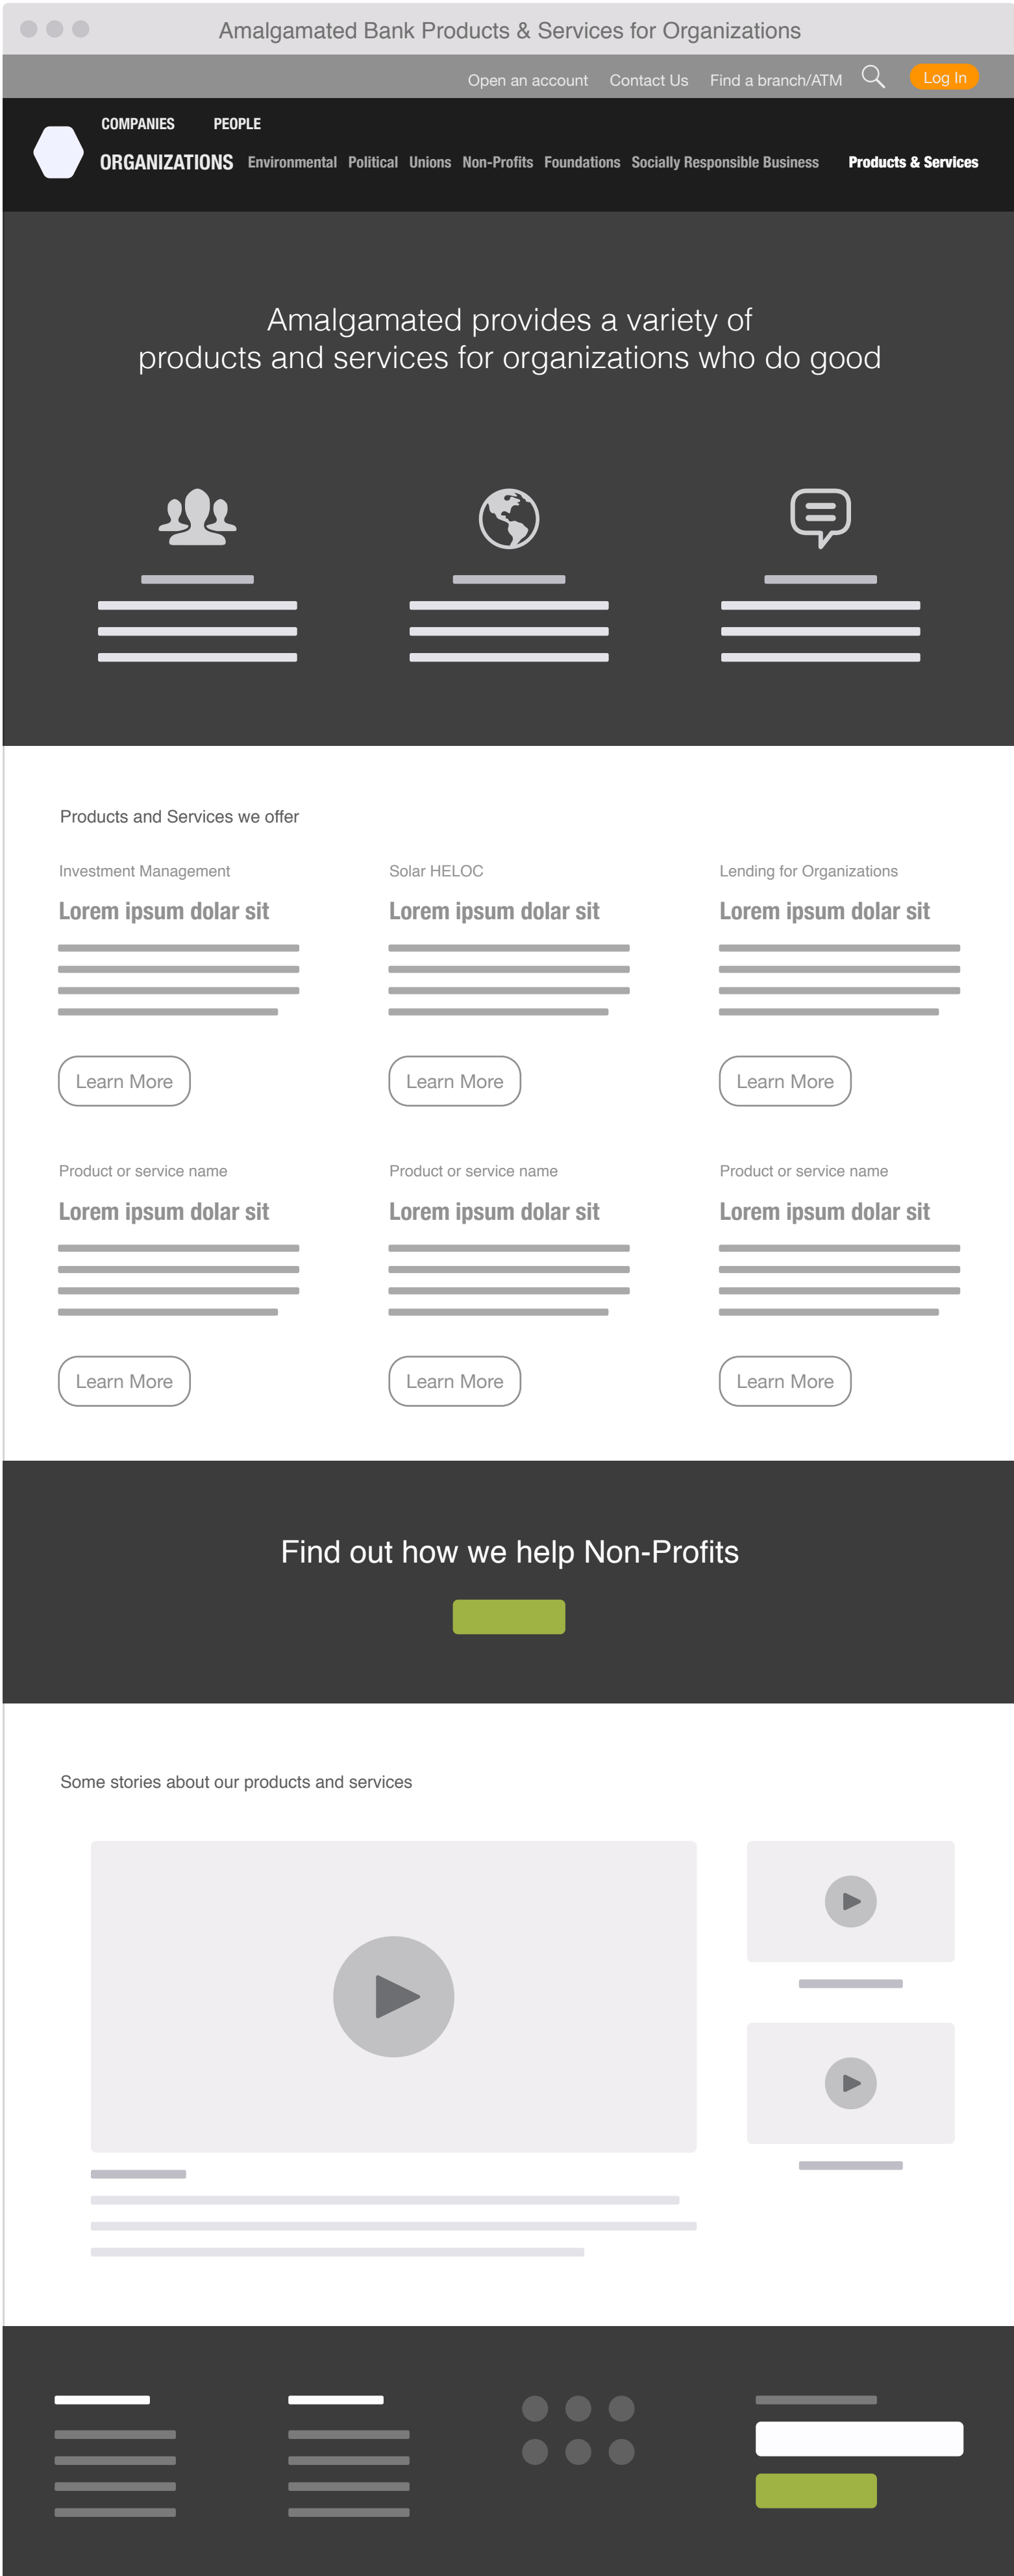 Amalgamated Bank Products & Services for Organizations
Open an account Contact Us Find a branch/ATM Log In
COMPANIES PEOPLE
ORGANIZATIONS Environmental Political Unions Non-Profits Foundations Socially Responsible Business Products & Services
Amalgamated provides a variety of
products and services for organizations who do good
Products and Services we offer
Investment Management Solar HELOC Lending for Organizations
Lorem ipsum dolar sit Lorem ipsum dolar sit Lorem ipsum dolar sit
Learn More Learn More Learn More
Product or service name Product or service name Product or service name
Lorem ipsum dolar sit Lorem ipsum dolar sit Lorem ipsum dolar sit
Learn More Learn More Learn More
Find out how we help Non-Profits
Some stories about our products and services